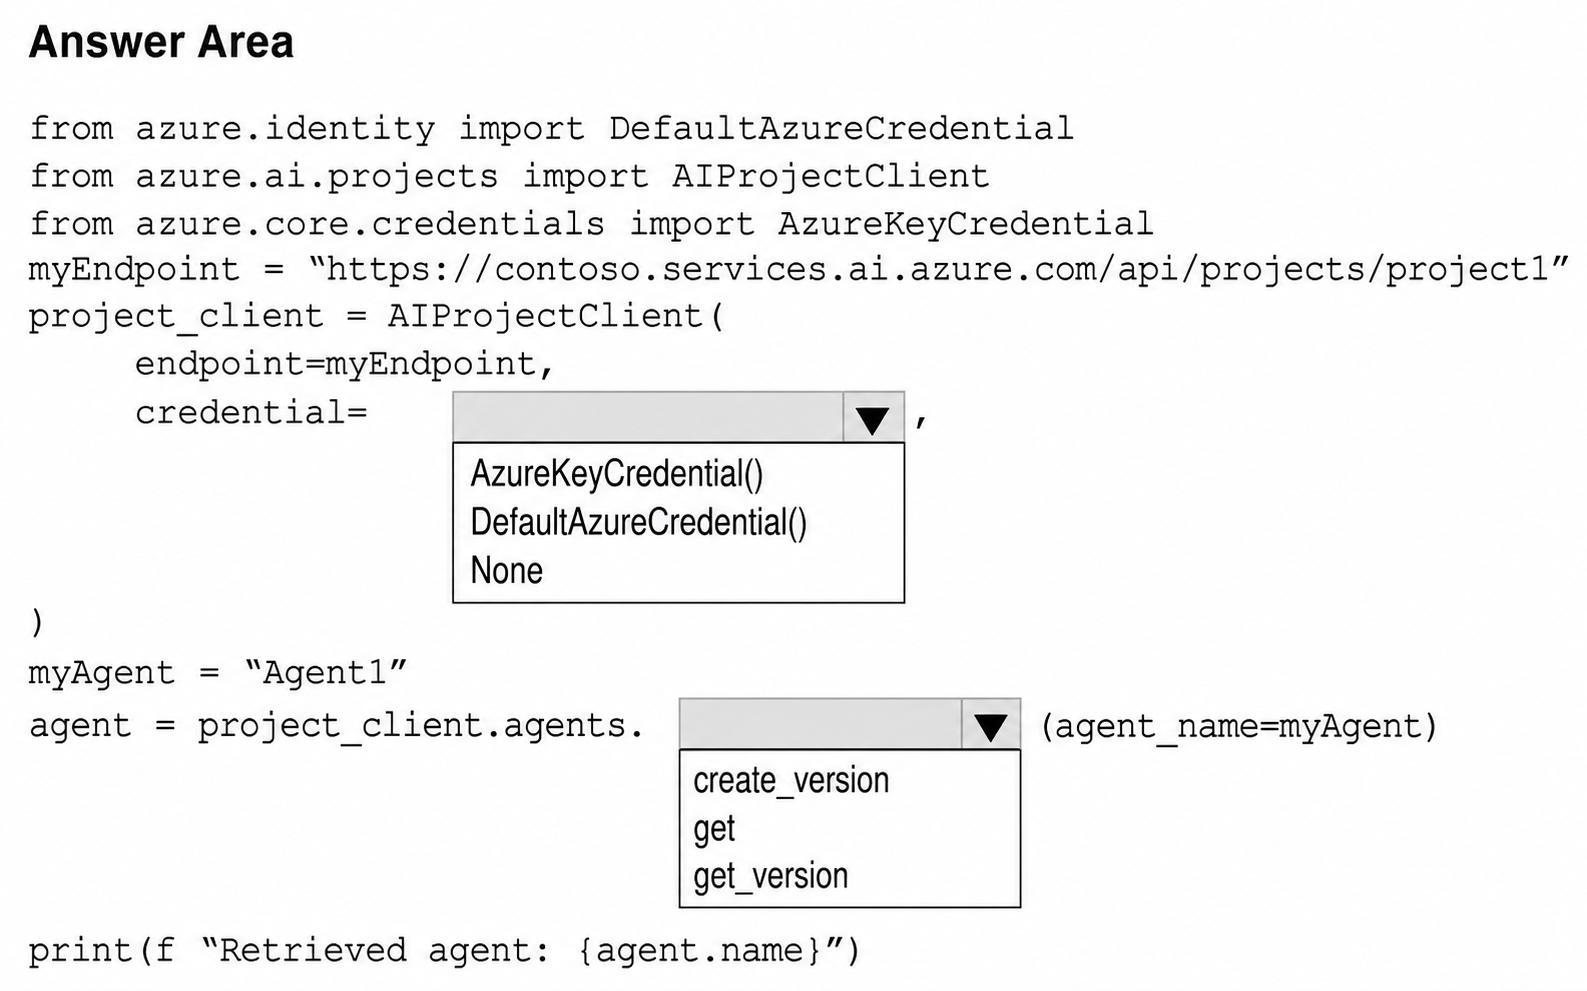 Answer Area
from azure.identity import DefaultAzureCredential
from azure.ai.projects import AIProjectClient
from azure.core.credentials import AzureKeyCredential
myEndpoint = “https://contoso.services.ai.azure.com/api/projects/project1”
project_client = AIProjectClient(
endpoint=myEndpoint,
credential= ,
AzureKeyCredential()
DefaultAzureCredential()
None
)
myAgent = “Agent1”
agent = project_client.agents. (agent_name=myAgent)
create_version
get
get_version
print(f “Retrieved agent: {agent.name}”)